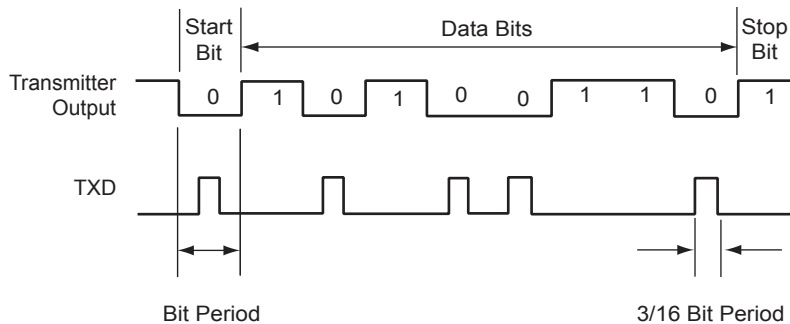 Start
Bit
Data Bits
Stop
Bit
Transmitter
Output
0 1 0 1 0 0 1 1 0 1
TXD
Bit Period
3/16 Bit Period